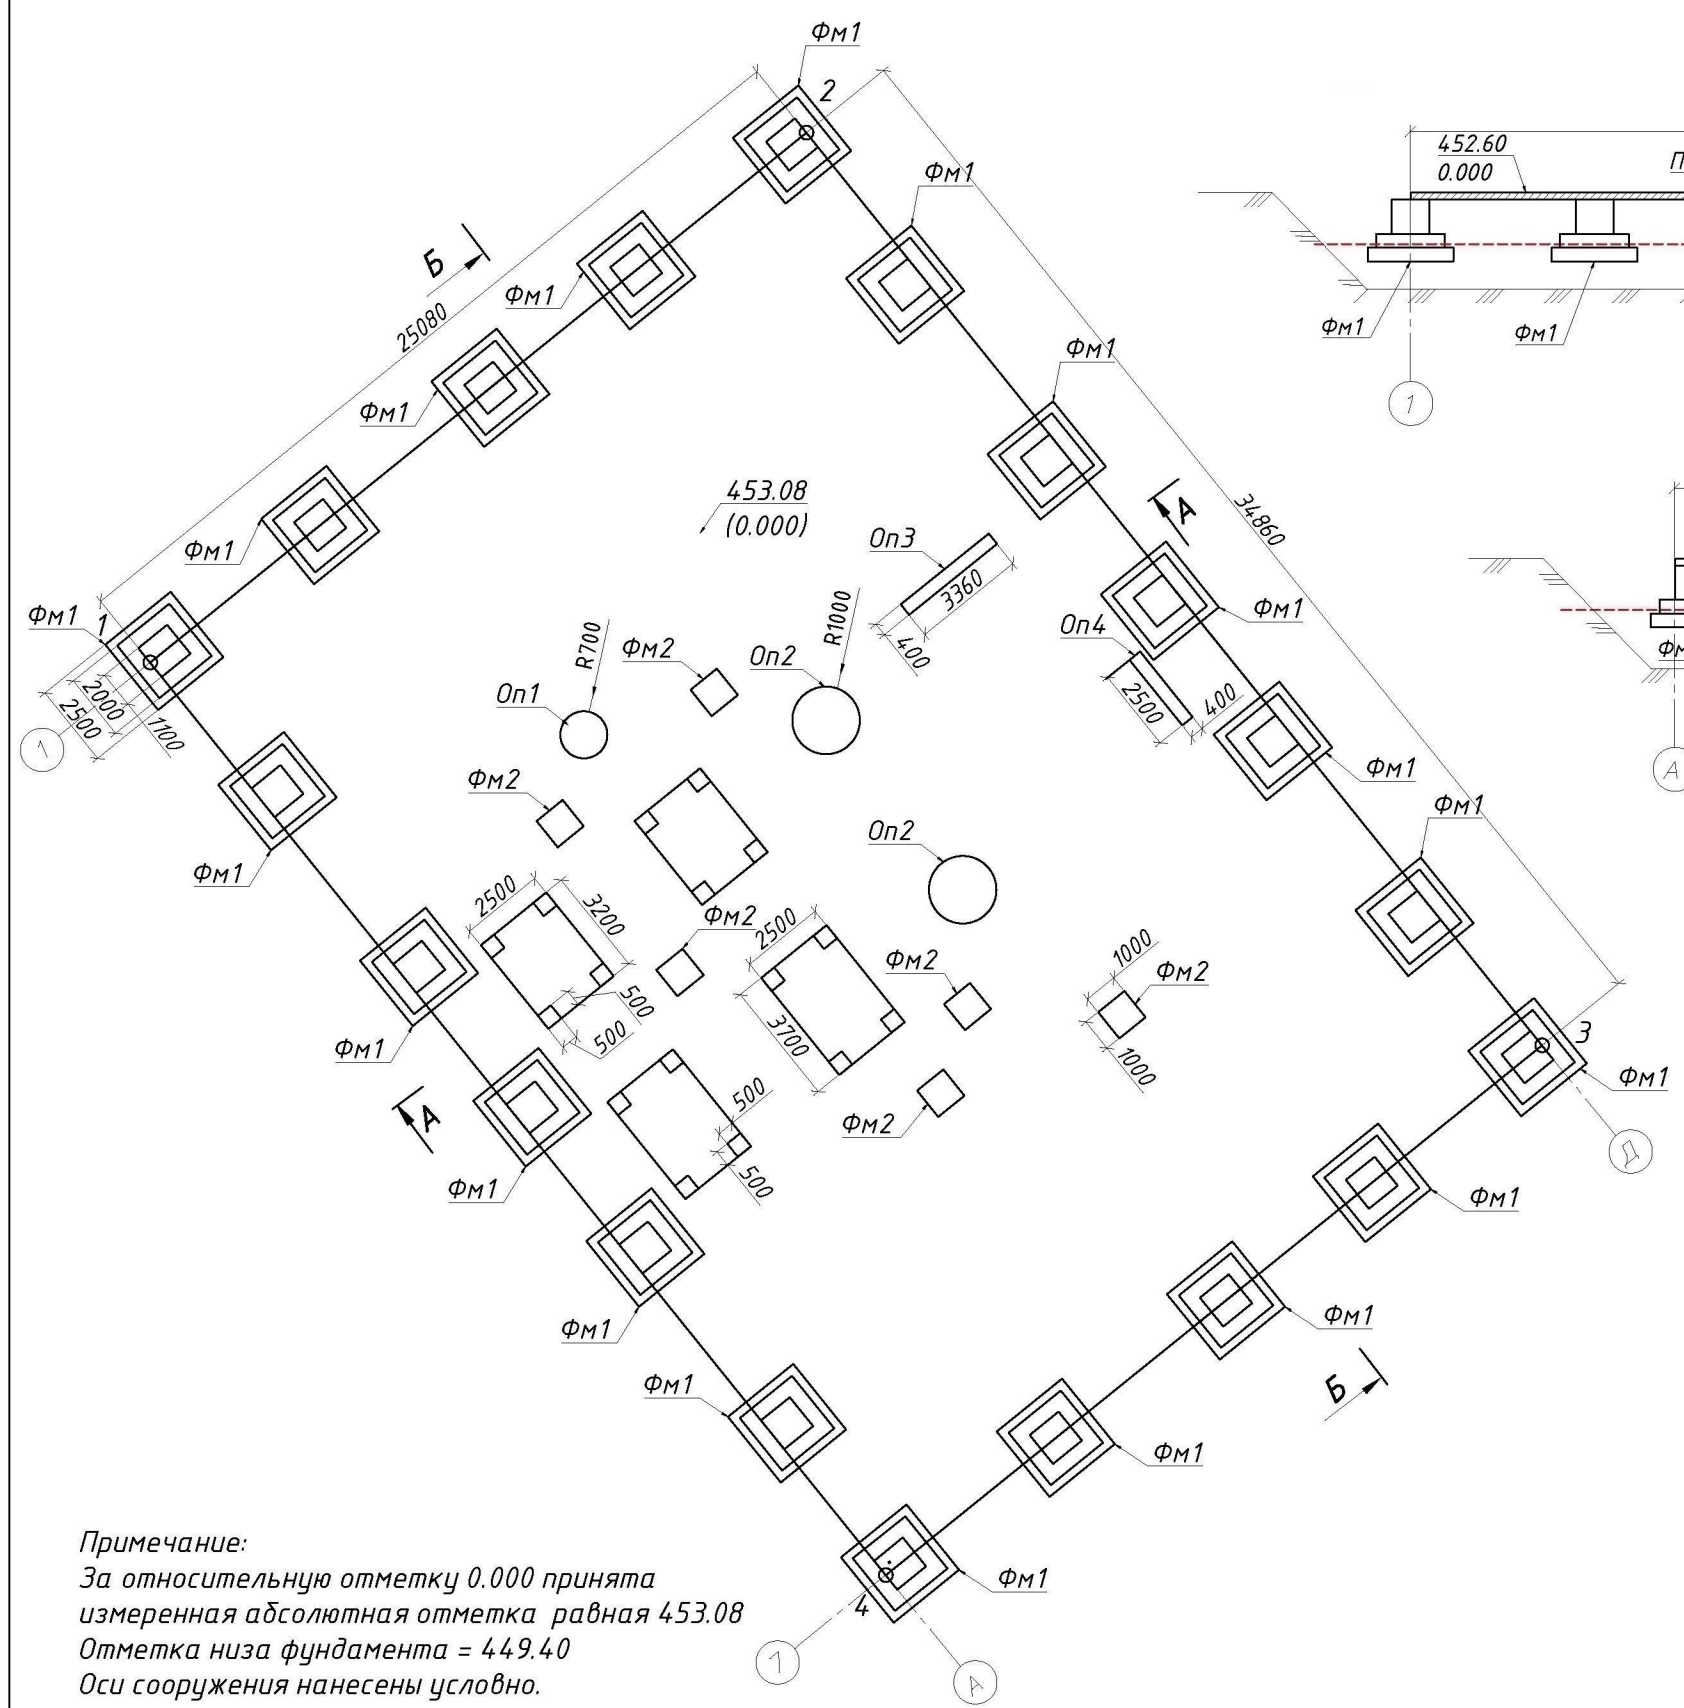 Фм1
2
Фм1
452.60
0.000
Б
Фм1
25080
Фм1
Фм1
Фм1
Фм1
1
Фм1
453.08
(0.000)
34860
А
Оп3
3360
400
Фм1
Фм1
1
Фм1
2000
2500
1100
1
R700
Фм2
R1000
Оп2
Оп1
Оп4
2500
400
Фм1
А
Фм2
Фм1
Оп2
Фм1
2500
3200
Фм2
2500
Фм2
1000
Фм2
500
500
3700
1000
3
Фм1
Фм1
А
500
Фм2
Д
500
Фм1
Фм1
Фм1
Фм1
Б
Фм1
Фм1
Фм1
4
7
А
Примечание:
За относительную отметку 0.000 принята
измеренная абсолютная отметка равная 453.08
Отметка низа фундамента = 449.40
Оси сооружения нанесены условно.